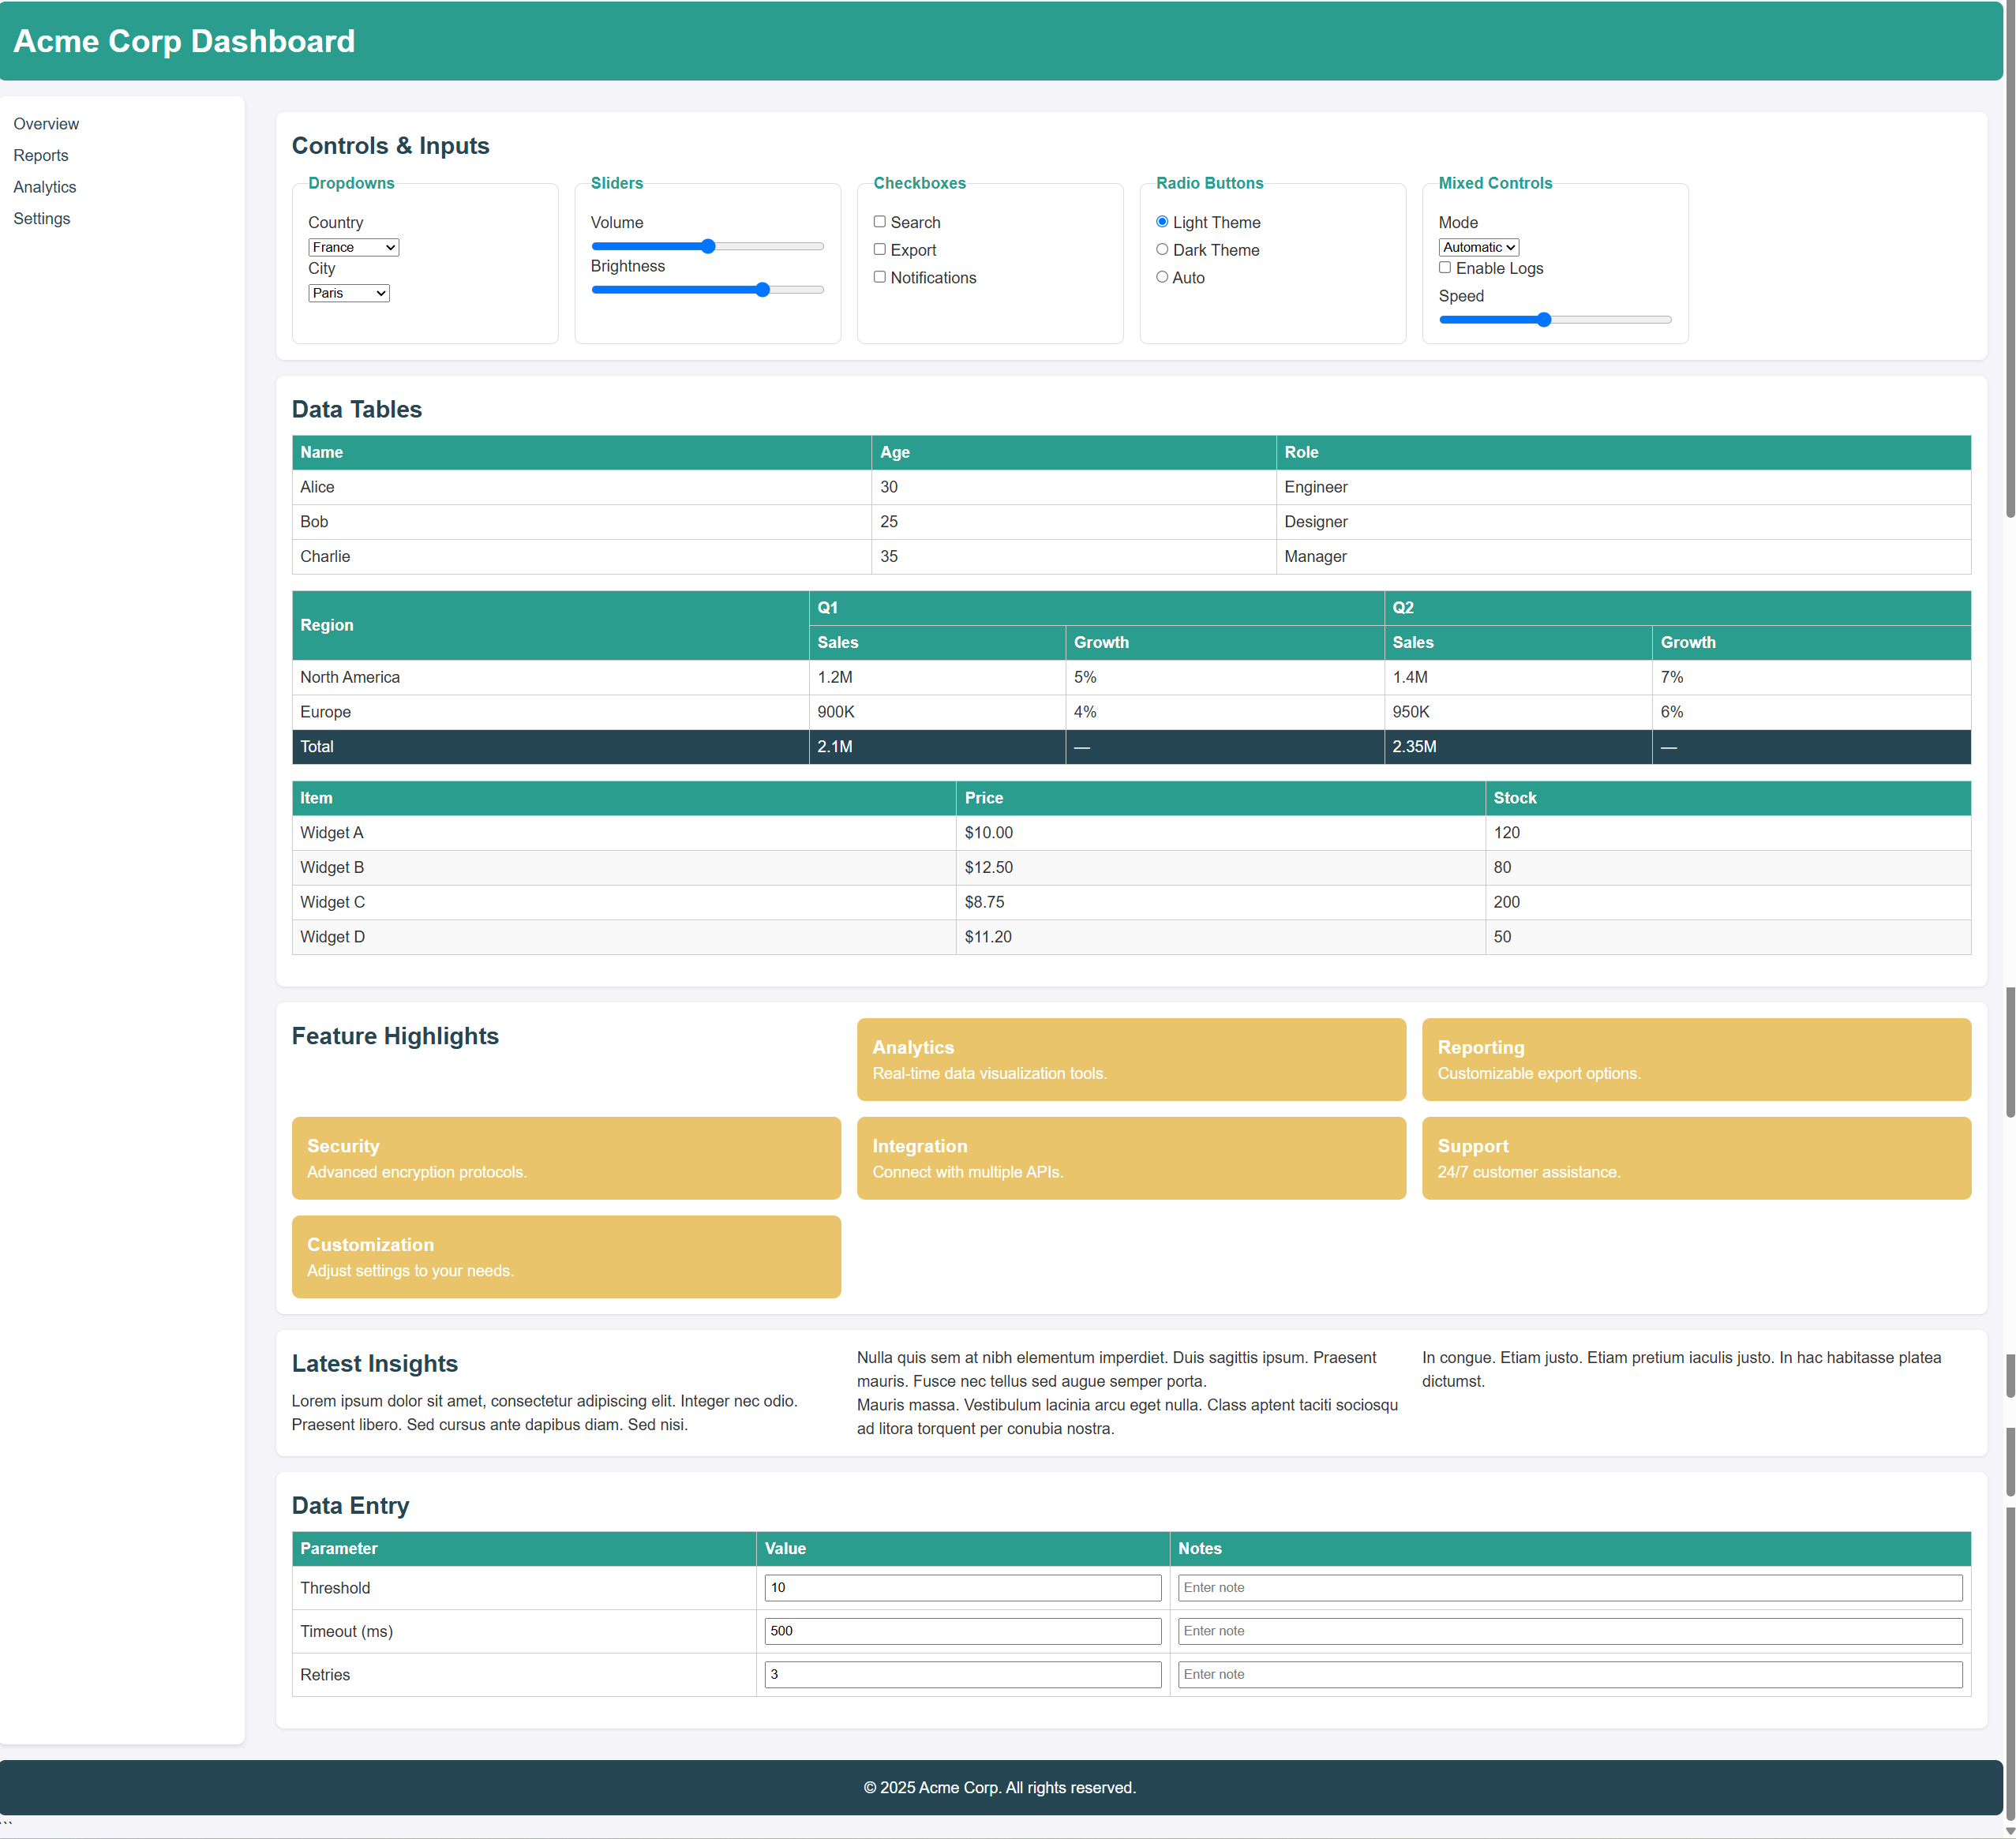 Acme Corp Dashboard
Overview
Reports
Analytics
Settings
Controls & Inputs
Dropdowns
Country
France
City
Paris
Sliders
Volume
Brightness
Checkboxes
Search
Export
Notifications
Radio Buttons
Light Theme
Dark Theme
Auto
Mixed Controls
Mode
Automatic
Enable Logs
Speed
Data Tables
Name Age Role
Alice 30 Engineer
Bob 25 Designer
Charlie 35 Manager
Region Q1 Q2
Sales Growth Sales Growth
North America 1.2M 5% 1.4M 7%
Europe 900K 4% 950K 6%
Total 2.1M — 2.35M —
Item Price Stock
Widget A $10.00 120
Widget B $12.50 80
Widget C $8.75 200
Widget D $11.20 50
Feature Highlights
Analytics
Real-time data visualization tools.
Reporting
Customizable export options.
Security
Advanced encryption protocols.
Integration
Connect with multiple APIs.
Support
24/7 customer assistance.
Customization
Adjust settings to your needs.
Latest Insights
Lorem ipsum dolor sit amet, consectetur adipiscing elit. Integer nec odio.
Praesent libero. Sed cursus ante dapibus diam. Sed nisi.
Nulla quis sem at nibh elementum imperdiet. Duis sagittis ipsum. Praesent
mauris. Fusce nec tellus sed augue semper porta.
Mauris massa. Vestibulum lacinia arcu eget nulla. Class aptent taciti sociosqu
ad litora torquent per conubia nostra.
In congue. Etiam justo. Etiam pretium iaculis justo. In hac habitasse platea
dictumst.
Data Entry
Parameter Value Notes
Threshold 10 Enter note
Timeout (ms) 500 Enter note
Retries 3 Enter note
© 2025 Acme Corp. All rights reserved.
```